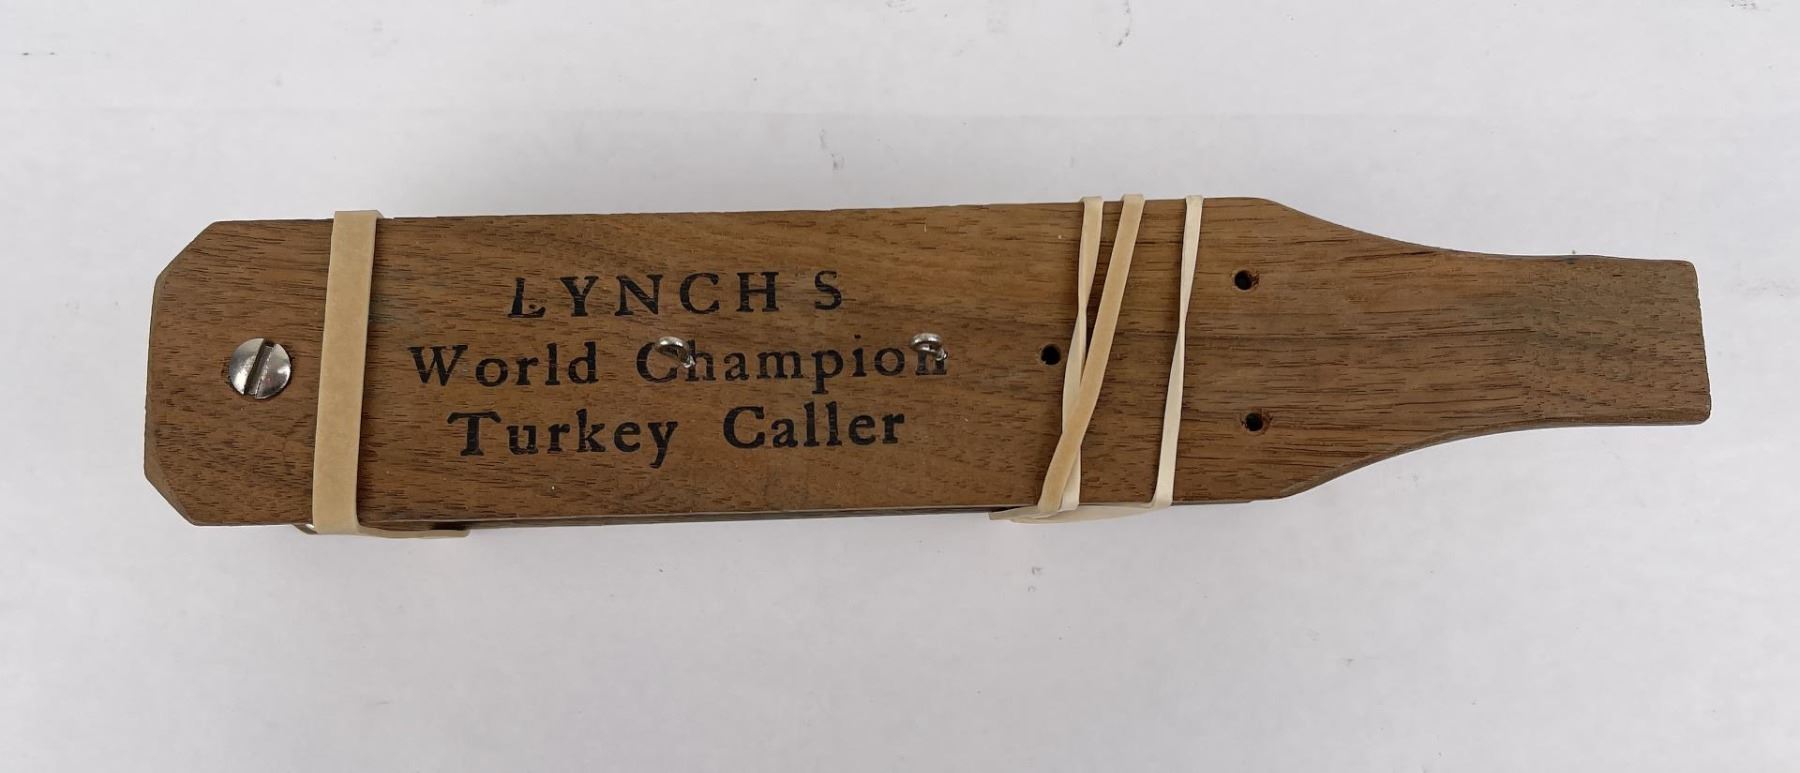 LYNCH S
World Champion
Turkey Caller